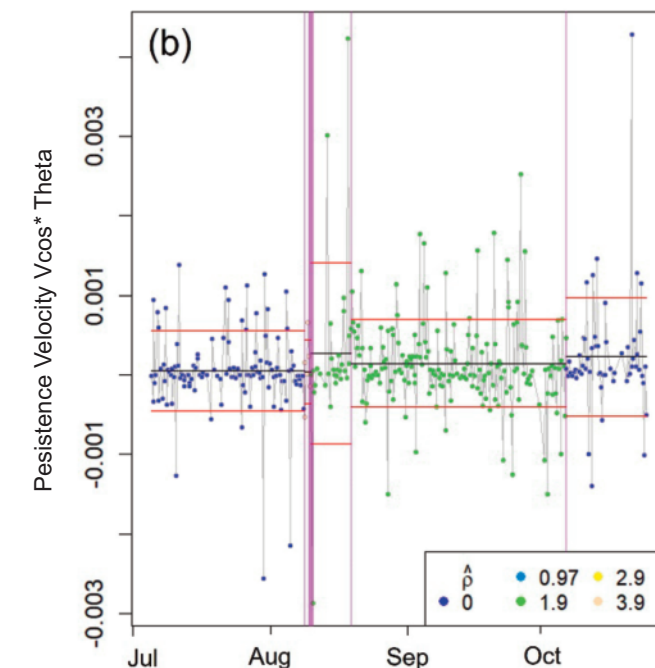 (b)
Pesistence Velocity Vcos* Theta
0.003
0.001
-0.001
-0.003
^
ρ 0.97 2.9
0 1.9 3.9
Jul Aug Sep Oct